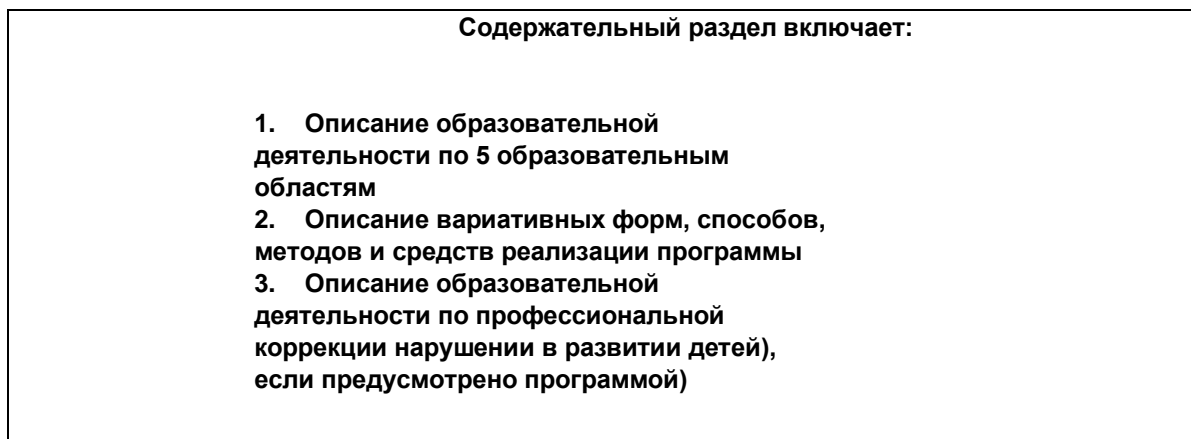 Содержательный раздел включает:
1. Описание образовательной
деятельности по 5 образовательным
областям
2. Описание вариативных форм, способов,
методов и средств реализации программы
3. Описание образовательной
деятельности по профессиональной
коррекции нарушении в развитии детей),
если предусмотрено программой)